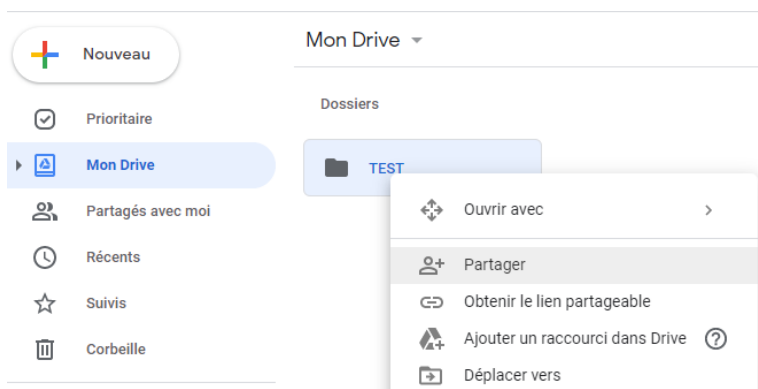 Nouveau
Prioritaire
Mon Drive
Partagés avec moi
Récents
Suivis
Corbeille
Mon Drive
Dossiers
TEST
Ouvrir avec
Partager
Obtenir le lien partageable
Ajouter un raccourci dans Drive
Déplacer vers